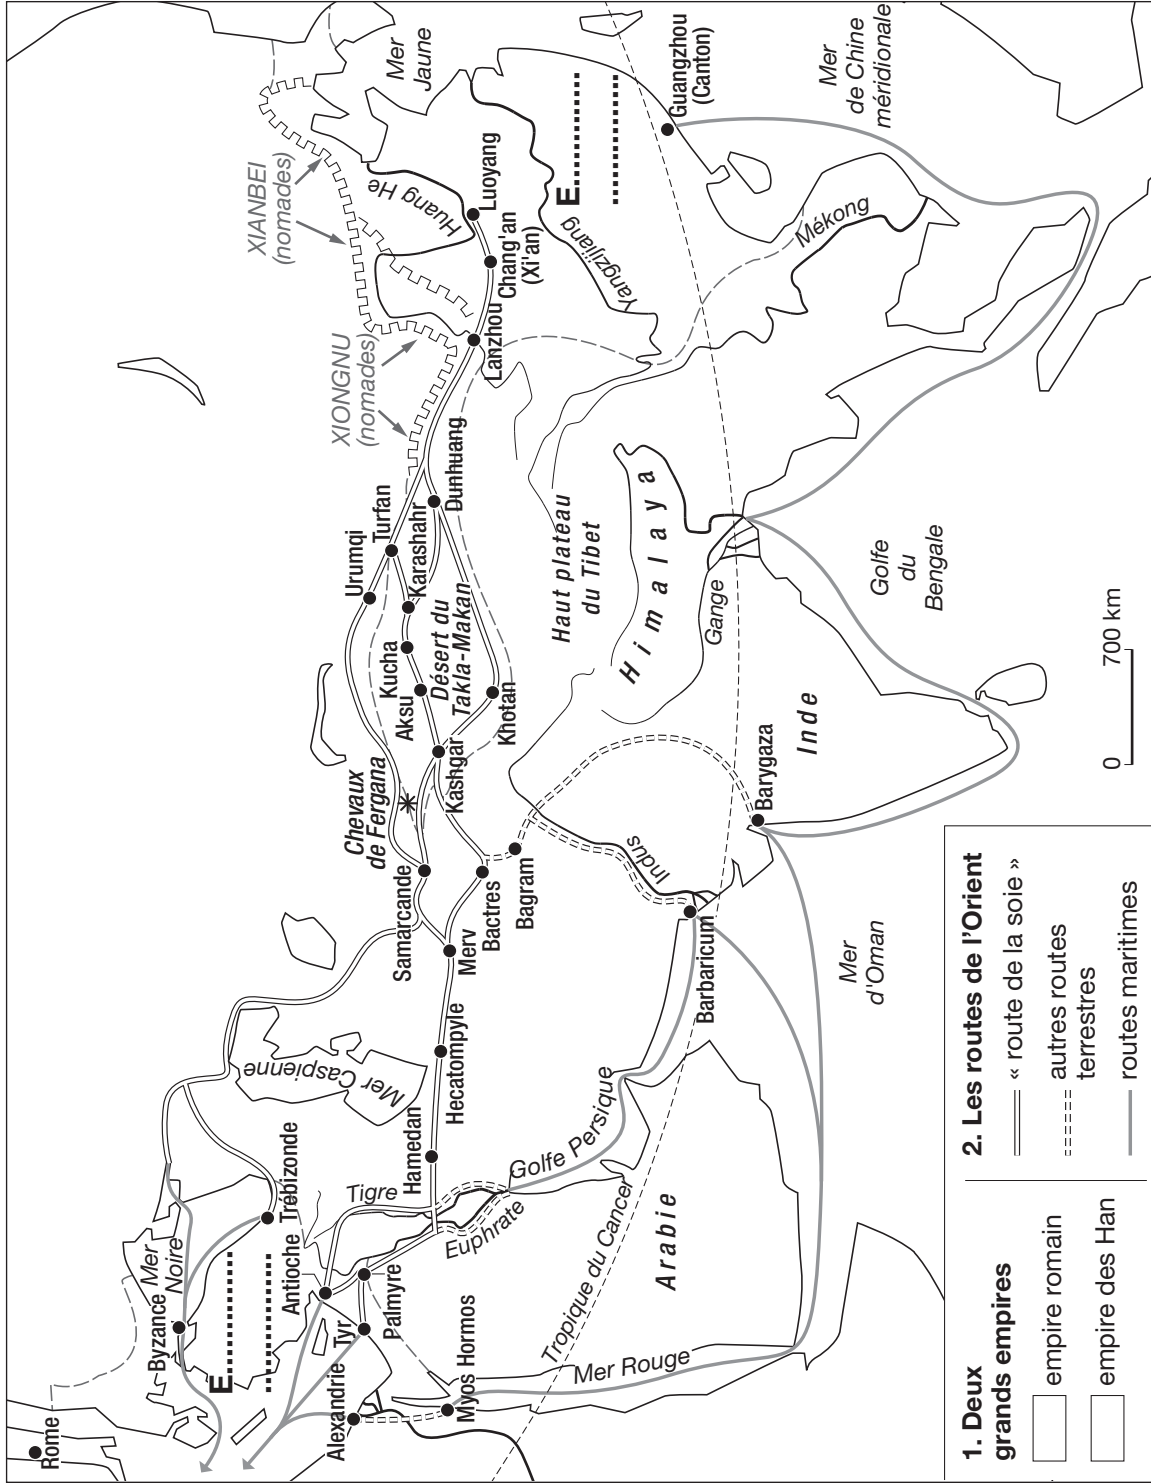 Rome
Byzance
Mer
Noire
Trébizonde
E
Antioche
Tyr
Palmyre
Alexandrie
Myos Hormos
Mer Rouge
Tropique du Cancer
Arabie
Tigre
Euphrate
Golfe Persique
Hamedan
Hecatompyle
Mer Caspienne
Merv
Samarcande
Bactres
Bagram
Chevaux
de Fergana
Kashgar
Khotan
Aksu
Kucha
Karashahr
Désert du
Takla-Makan
Urumqi
Turfan
Dunhuang
XIONGNU
(nomades)
XIANBEI
(nomades)
Lanzhou
Chang'an
(Xi'an)
Luoyang
Huang He
Mer
Jaune
E
Yangzijiang
Guangzhou
(Canton)
Mer
de Chine
méridionale
Mékong
Haut plateau
du Tibet
Himalaya
Gange
Golfe
du
Bengale
Inde
Indus
Barbaricum
Barygaza
Mer
d'Oman
0 700 km
1. Deux
grands empires
empire romain
empire des Han
2. Les routes de l'Orient
« route de la soie »
autres routes
terrestres
routes maritimes